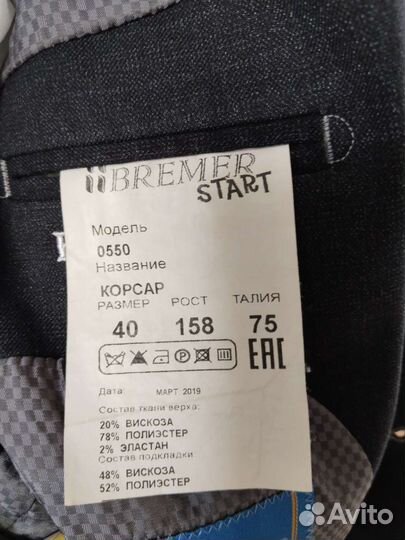 BREMER
START
Модель
0550
Название
КОРСАР
РАЗМЕР РОСТ ТАЛИЯ
40 158 75
P
EAC
Дата: МАРТ 2019
Состав ткани верха:
20% ВИСКОЗА
78% ПОЛИЭСТЕР
2% ЭЛАСТАН
Состав подкладки
48% ВИСКОЗА
52% ПОЛИЭСТЕР
Avito